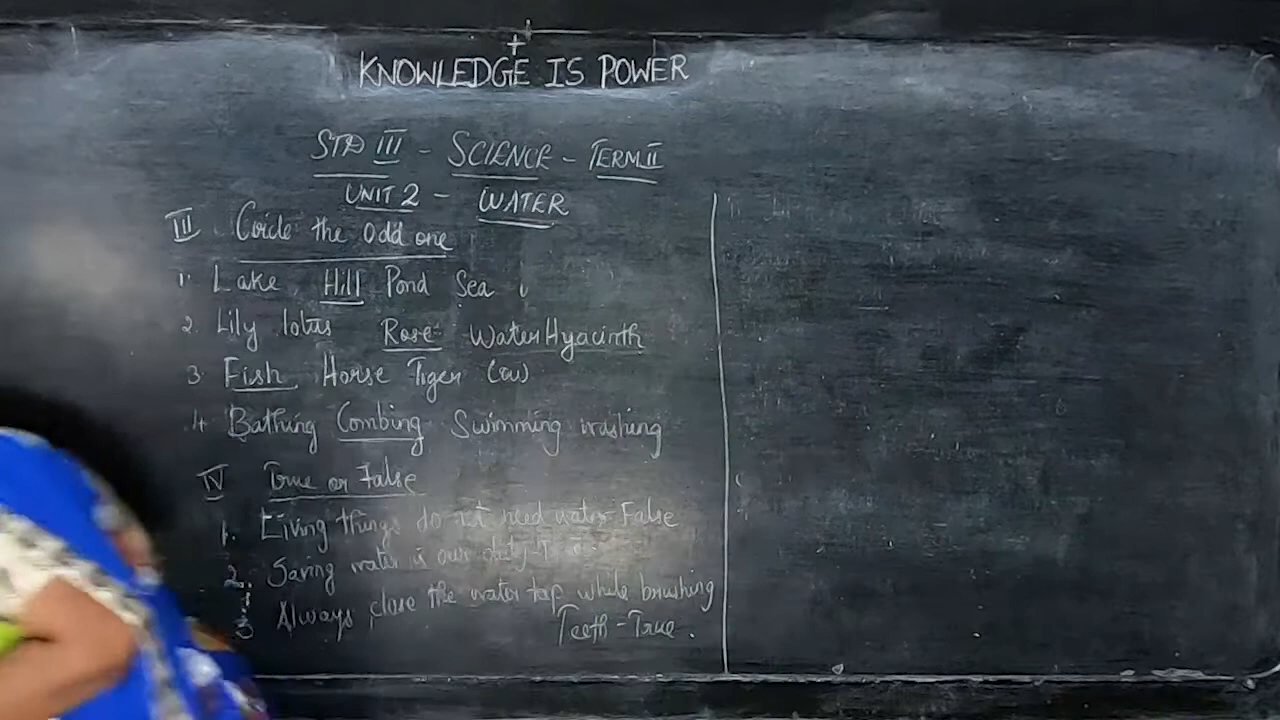 KNOWLEDGE IS POWER
STD III - SCIENCE - TERM II
UNIT 2 - WATER
III Circle the Odd one
1. Lake Hill Pond Sea
2. Lily lotus Rose WaterHyacinth
3 Fish Horse Tiger Cow
4. Bathing Combing Swimming washing
IV True or False
1. Living things do not need water-False
2. Saving water is our duty-
3 Always close the water tap while brushing
Teeth-True.